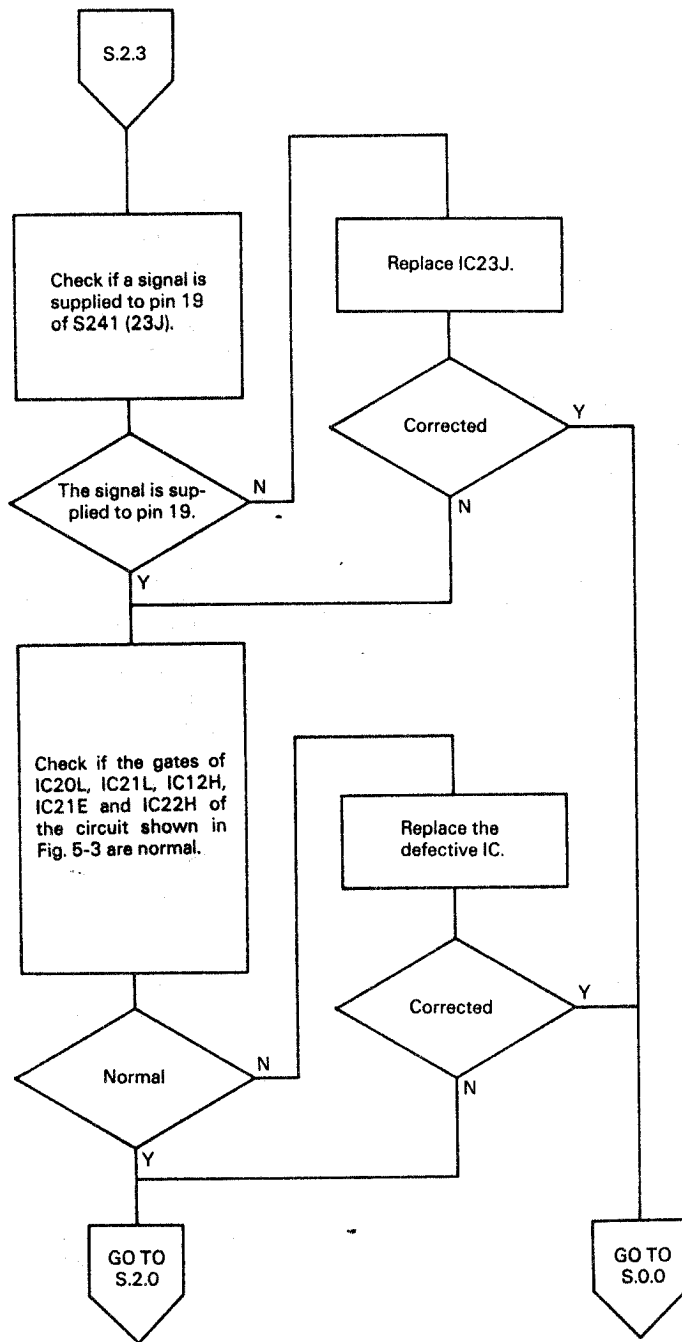 S.2.3
Check if a signal is
supplied to pin 19
of S241 (23J).
Replace IC23J.
Corrected
Y
N
The signal is sup-
plied to pin 19.
N
Y
Check if the gates of
IC20L, IC21L, IC12H,
IC21E and IC22H of
the circuit shown in
Fig. 5-3 are normal.
Replace the
defective IC.
Corrected
Y
N
Normal
N
Y
GO TO
S.2.0
GO TO
S.0.0